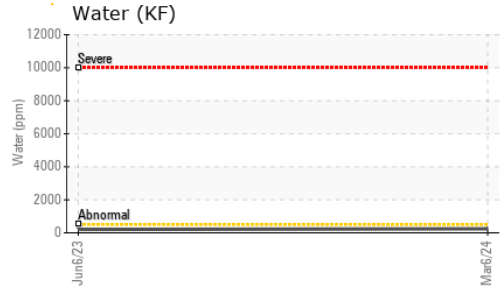 Water (KF)
12000
10000
8000
6000
4000
2000
0
Water (ppm)
Severe
Abnormal
Jun6/23
Mar6/24